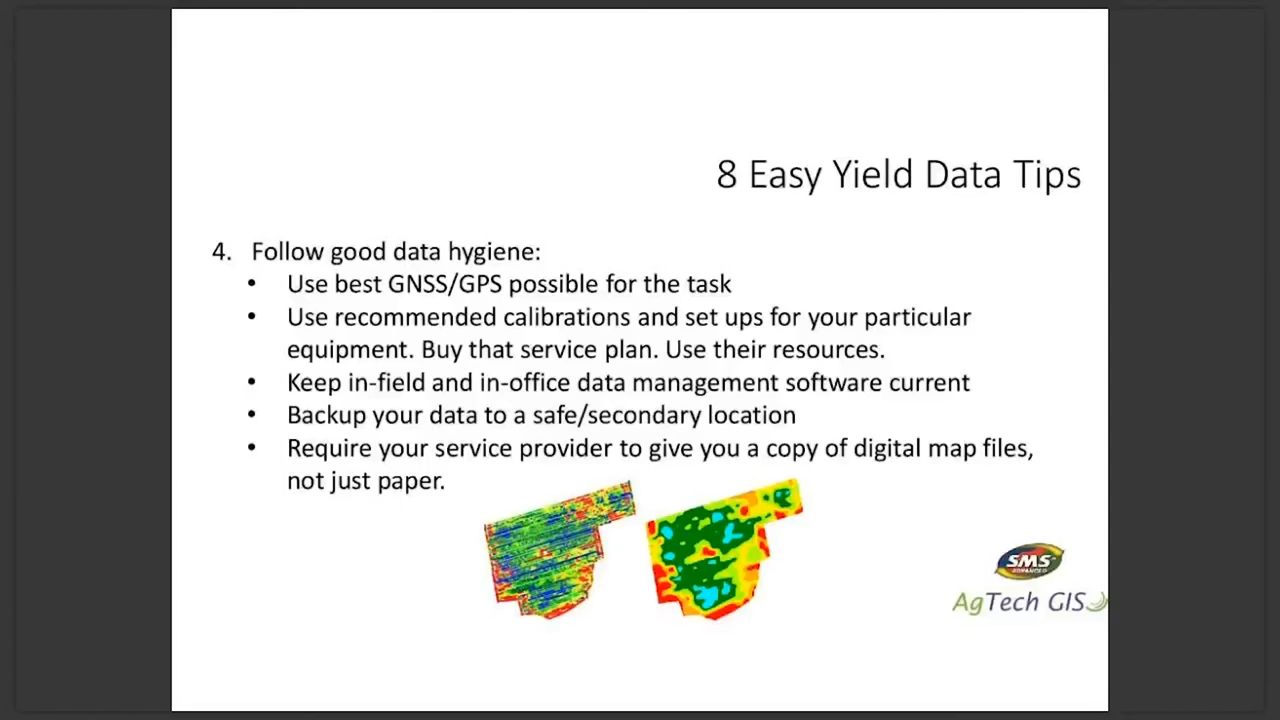 8 Easy Yield Data Tips
4. Follow good data hygiene:
• Use best GNSS/GPS possible for the task
• Use recommended calibrations and set ups for your particular
equipment. Buy that service plan. Use their resources.
• Keep in-field and in-office data management software current
• Backup your data to a safe/secondary location
• Require your service provider to give you a copy of digital map files,
not just paper.
SMS
ADVANCED
AgTech GIS